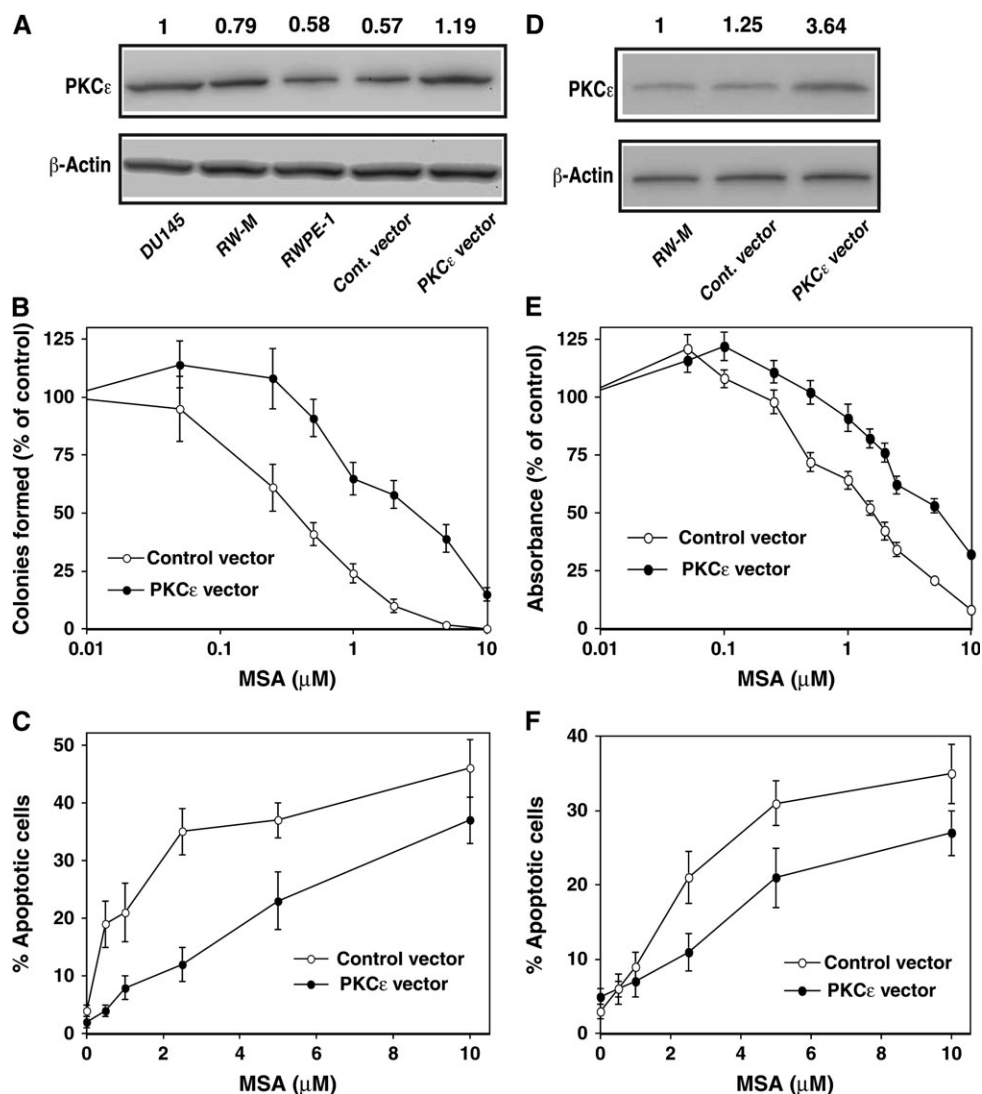 A
1 0.79 0.58 0.57 1.19
PKCε
β-Actin
DU145 RW-M RWPE-1 Cont. vector PKCε vector
D
1 1.25 3.64
PKCε
β-Actin
RW-M Cont. vector PKCε vector
B
Colonies formed (% of control)
125
100
75
50
25
0
Control vector
PKCε vector
0.01 0.1 1 10
MSA (μM)
E
Absorbance (% of control)
125
100
75
50
25
0
Control vector
PKCε vector
0.01 0.1 1 10
MSA (μM)
C
% Apoptotic cells
50
40
30
20
10
0
Control vector
PKCε vector
0 2 4 6 8 10
MSA (μM)
F
% Apoptotic cells
40
30
20
10
0
Control vector
PKCε vector
0 2 4 6 8 10
MSA (μM)